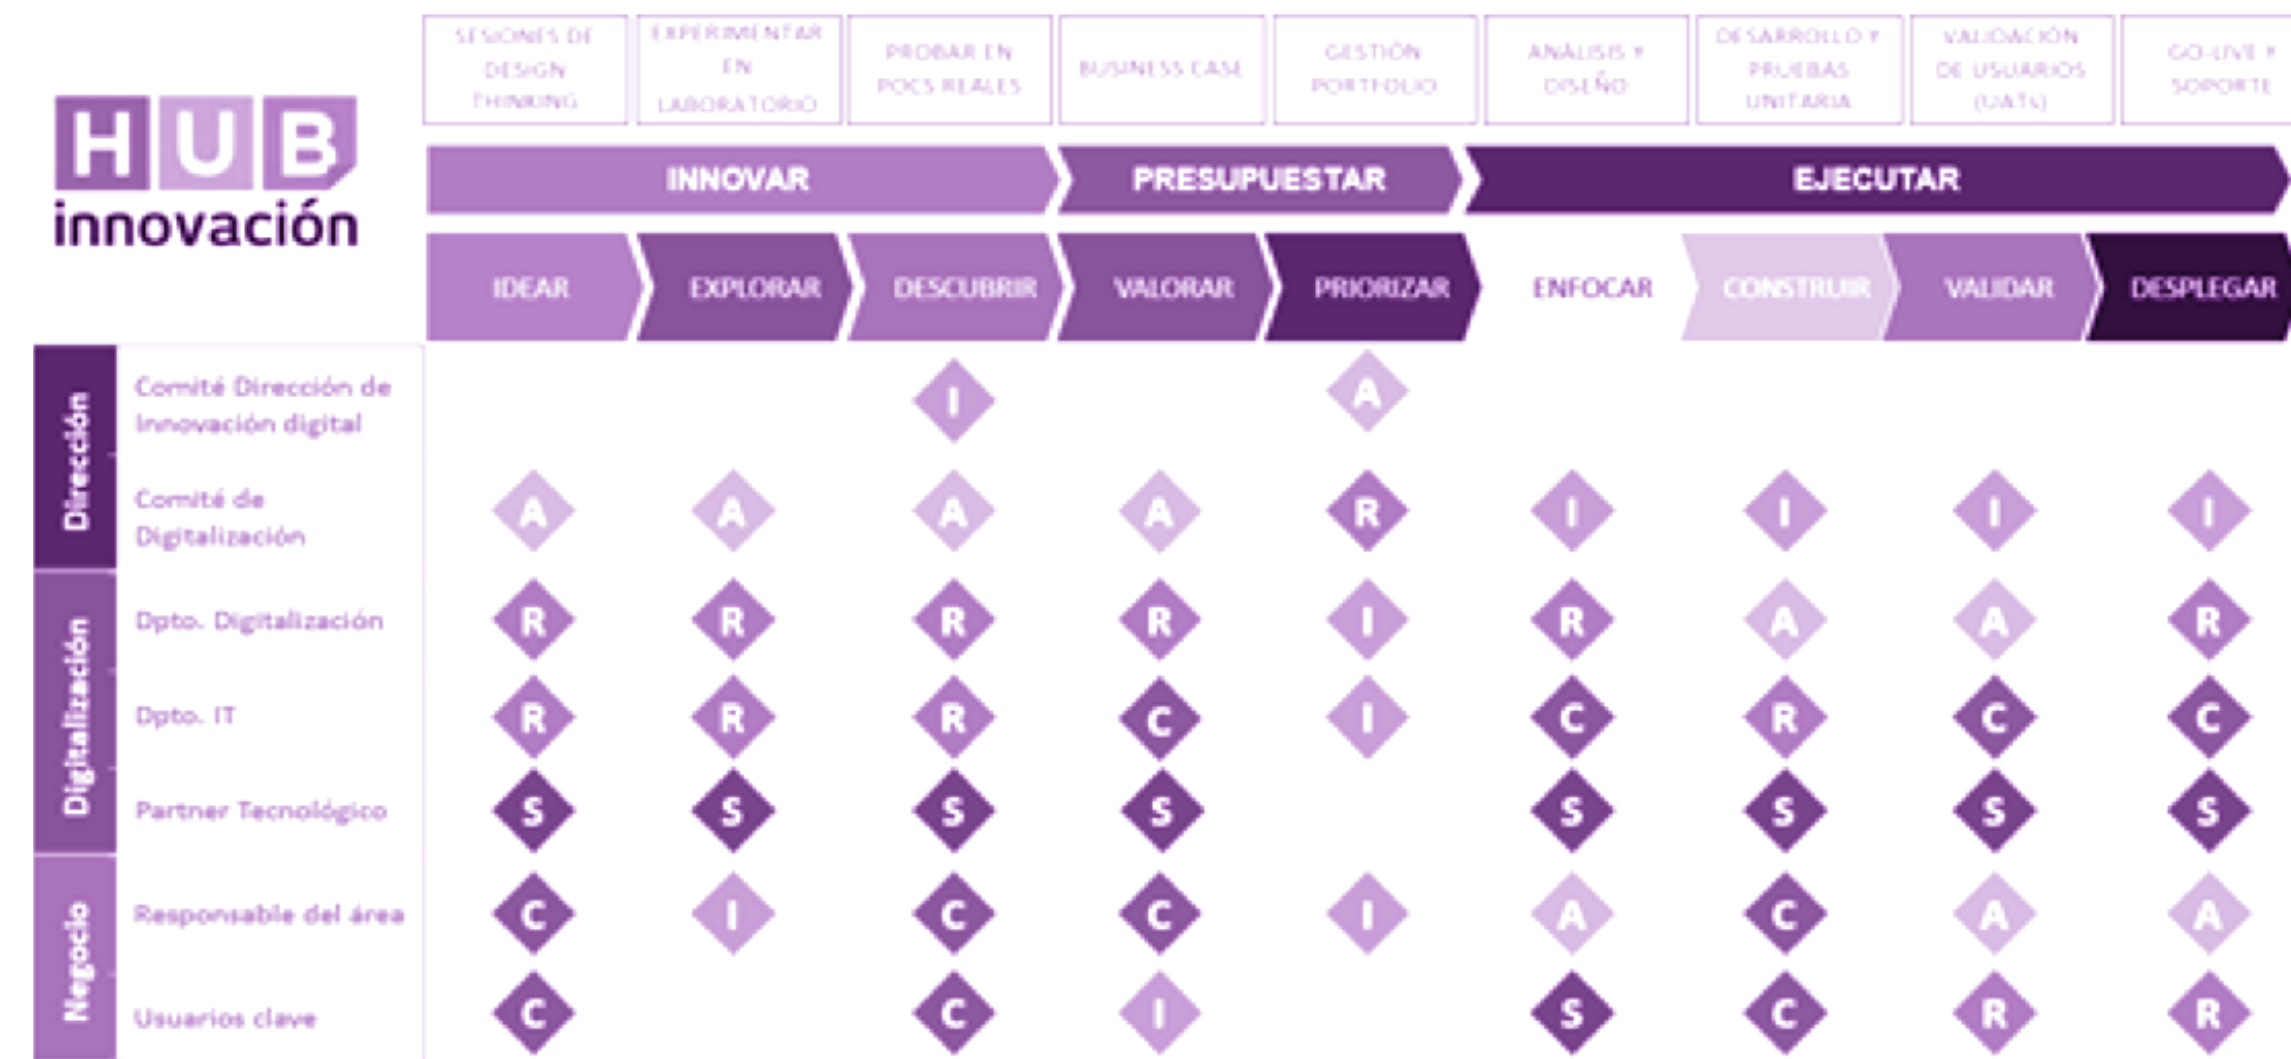 SESIONES DE
DESIGN
THINKING
EXPERIMENTAR
EN
LABORATORIO
PROBAR EN
POCS REALES
BUSINESS CASE
GESTIÓN
PORTFOLIO
ANÁLISIS Y
DISEÑO
DESARROLLO Y
PRUEBAS
UNITARIA
VALIDACIÓN
DE USUARIOS
(UATs)
GO-LIVE Y
SOPORTE
HUB
innovación
INNOVAR PRESUPUESTAR EJECUTAR
IDEAR EXPLORAR DESCUBRIR VALORAR PRIORIZAR ENFOCAR CONSTRUIR VALIDAR DESPLEGAR
Dirección
Comité Dirección de
Innovación digital
I A
Comité de
Digitalización
A A A A R I I I I
Digitalización
Dpto. Digitalización R R R R I R A A R
Dpto. IT R R R C I C R C C
Partner Tecnológico S S S S S S S S
Negocio
Responsable del área C I C C I A C A A
Usuarios clave C C I S C R R